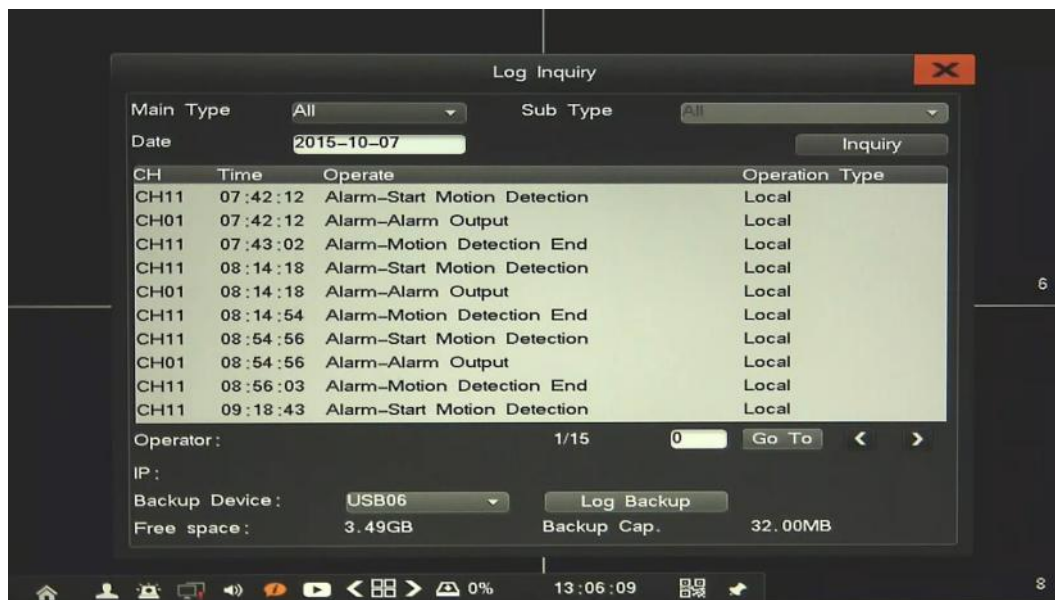 Log Inquiry
Main Type All Sub Type All
Date 2015-10-07 Inquiry
CH Time Operate Operation Type
CH11 07:42:12 Alarm-Start Motion Detection Local
CH01 07:42:12 Alarm-Alarm Output Local
CH11 07:43:02 Alarm-Motion Detection End Local
CH11 08:14:18 Alarm-Start Motion Detection Local
CH01 08:14:18 Alarm-Alarm Output Local
CH11 08:14:54 Alarm-Motion Detection End Local
CH11 08:54:56 Alarm-Start Motion Detection Local
CH01 08:54:56 Alarm-Alarm Output Local
CH11 08:56:03 Alarm-Motion Detection End Local
CH11 09:18:43 Alarm-Start Motion Detection Local
6
Operator: 1/15 0 Go To < >
IP:
Backup Device: USB06 Log Backup
Free space: 3.49GB Backup Cap. 32.00MB
0% 13:06:09 8